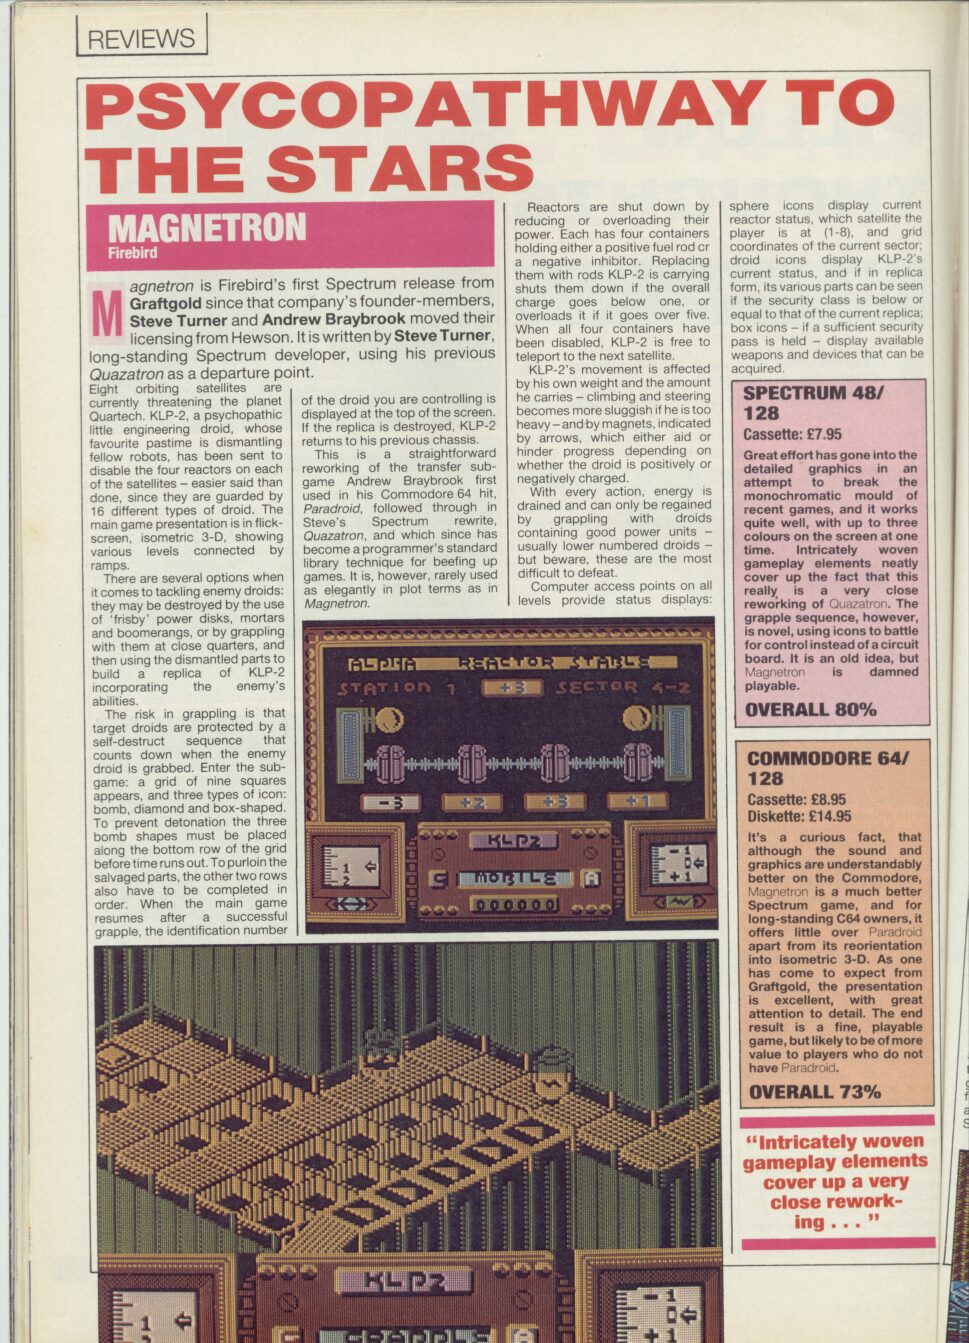 REVIEWS
PSYCOPATHWAY TO
THE STARS
MAGNETRON
Firebird
Magnetron is Firebird's first Spectrum release from
Graftgold since that company's founder-members,
Steve Turner and Andrew Braybrook moved their
licensing from Hewson. It is written by Steve Turner,
long-standing Spectrum developer, using his previous
Quazatron as a departure point.
Eight orbiting satellites are
currently threatening the planet
Quartech. KLP-2, a psychopathic
little engineering droid, whose
favourite pastime is dismantling
fellow robots, has been sent to
disable the four reactors on each
of the satellites – easier said than
done, since they are guarded by
16 different types of droid. The
main game presentation is in flick-
screen, isometric 3-D, showing
various levels connected by
ramps.
There are several options when
it comes to tackling enemy droids:
they may be destroyed by the use
of 'frisby' power disks, mortars
and boomerangs, or by grappling
with them at close quarters, and
then using the dismantled parts to
build a replica of KLP-2
incorporating the enemy's
abilities.
The risk in grappling is that
target droids are protected by a
self-destruct sequence that
counts down when the enemy
droid is grabbed. Enter the sub-
game: a grid of nine squares
appears, and three types of icon:
bomb, diamond and box-shaped.
To prevent detonation the three
bomb shapes must be placed
along the bottom row of the grid
before time runs out. To purloin the
salvaged parts, the other two rows
also have to be completed in
order. When the main game
resumes after a successful
grapple, the identification number
of the droid you are controlling is
displayed at the top of the screen.
If the replica is destroyed, KLP-2
returns to his previous chassis.
This is a straightforward
reworking of the transfer sub-
game Andrew Braybrook first
used in his Commodore 64 hit,
Paradroid, followed through in
Steve's Spectrum rewrite,
Quazatron, and which since has
become a programmer's standard
library technique for beefing up
games. It is, however, rarely used
as elegantly in plot terms as in
Magnetron.
Reactors are shut down by
reducing or overloading their
power. Each has four containers
holding either a positive fuel rod or
a negative inhibitor. Replacing
them with rods KLP-2 is carrying
shuts them down if the overall
charge goes below one, or
overloads it if it goes over five.
When all four containers have
been disabled, KLP-2 is free to
teleport to the next satellite.
KLP-2's movement is affected
by his own weight and the amount
he carries – climbing and steering
becomes more sluggish if he is too
heavy – and by magnets, indicated
by arrows, which either aid or
hinder progress depending on
whether the droid is positively or
negatively charged.
With every action, energy is
drained and can only be regained
by grappling with droids
containing good power units –
usually lower numbered droids –
but beware, these are the most
difficult to defeat.
Computer access points on all
levels provide status displays:
sphere icons display current
reactor status, which satellite the
player is at (1-8), and grid
coordinates of the current sector;
droid icons display KLP-2's
current status, and if in replica
form, its various parts can be seen
if the security class is below or
equal to that of the current replica;
box icons – if a sufficient security
pass is held – display available
weapons and devices that can be
acquired.
SPECTRUM 48/
128
Cassette: £7.95
Great effort has gone into the
detailed graphics in an
attempt to break the
monochromatic mould of
recent games, and it works
quite well, with up to three
colours on the screen at one
time. Intricately woven
gameplay elements neatly
cover up the fact that this
really is a very close
reworking of Quazatron. The
grapple sequence, however,
is novel, using icons to battle
for control instead of a circuit
board. It is an old idea, but
Magnetron is damned
playable.
OVERALL 80%
COMMODORE 64/
128
Cassette: £8.95
Diskette: £14.95
It's a curious fact, that
although the sound and
graphics are understandably
better on the Commodore,
Magnetron is a much better
Spectrum game, and for
long-standing C64 owners, it
offers little over Paradroid
apart from its reorientation
into isometric 3-D. As one
has come to expect from
Graftgold, the presentation
is excellent, with great
attention to detail. The end
result is a fine, playable
game, but likely to be of more
value to players who do not
have Paradroid.
OVERALL 73%
"Intricately woven
gameplay elements
cover up a very
close rework-
ing . . . "
ALPHA REACTOR STABLE
STATION 1 +3 SECTOR 4-2
-3 +2 +3 +1
KLP2
1
2
G MOBILE A
-1
0
+1
000000
KLP2
1
2
G GRAPPLE A
-1
0
+1